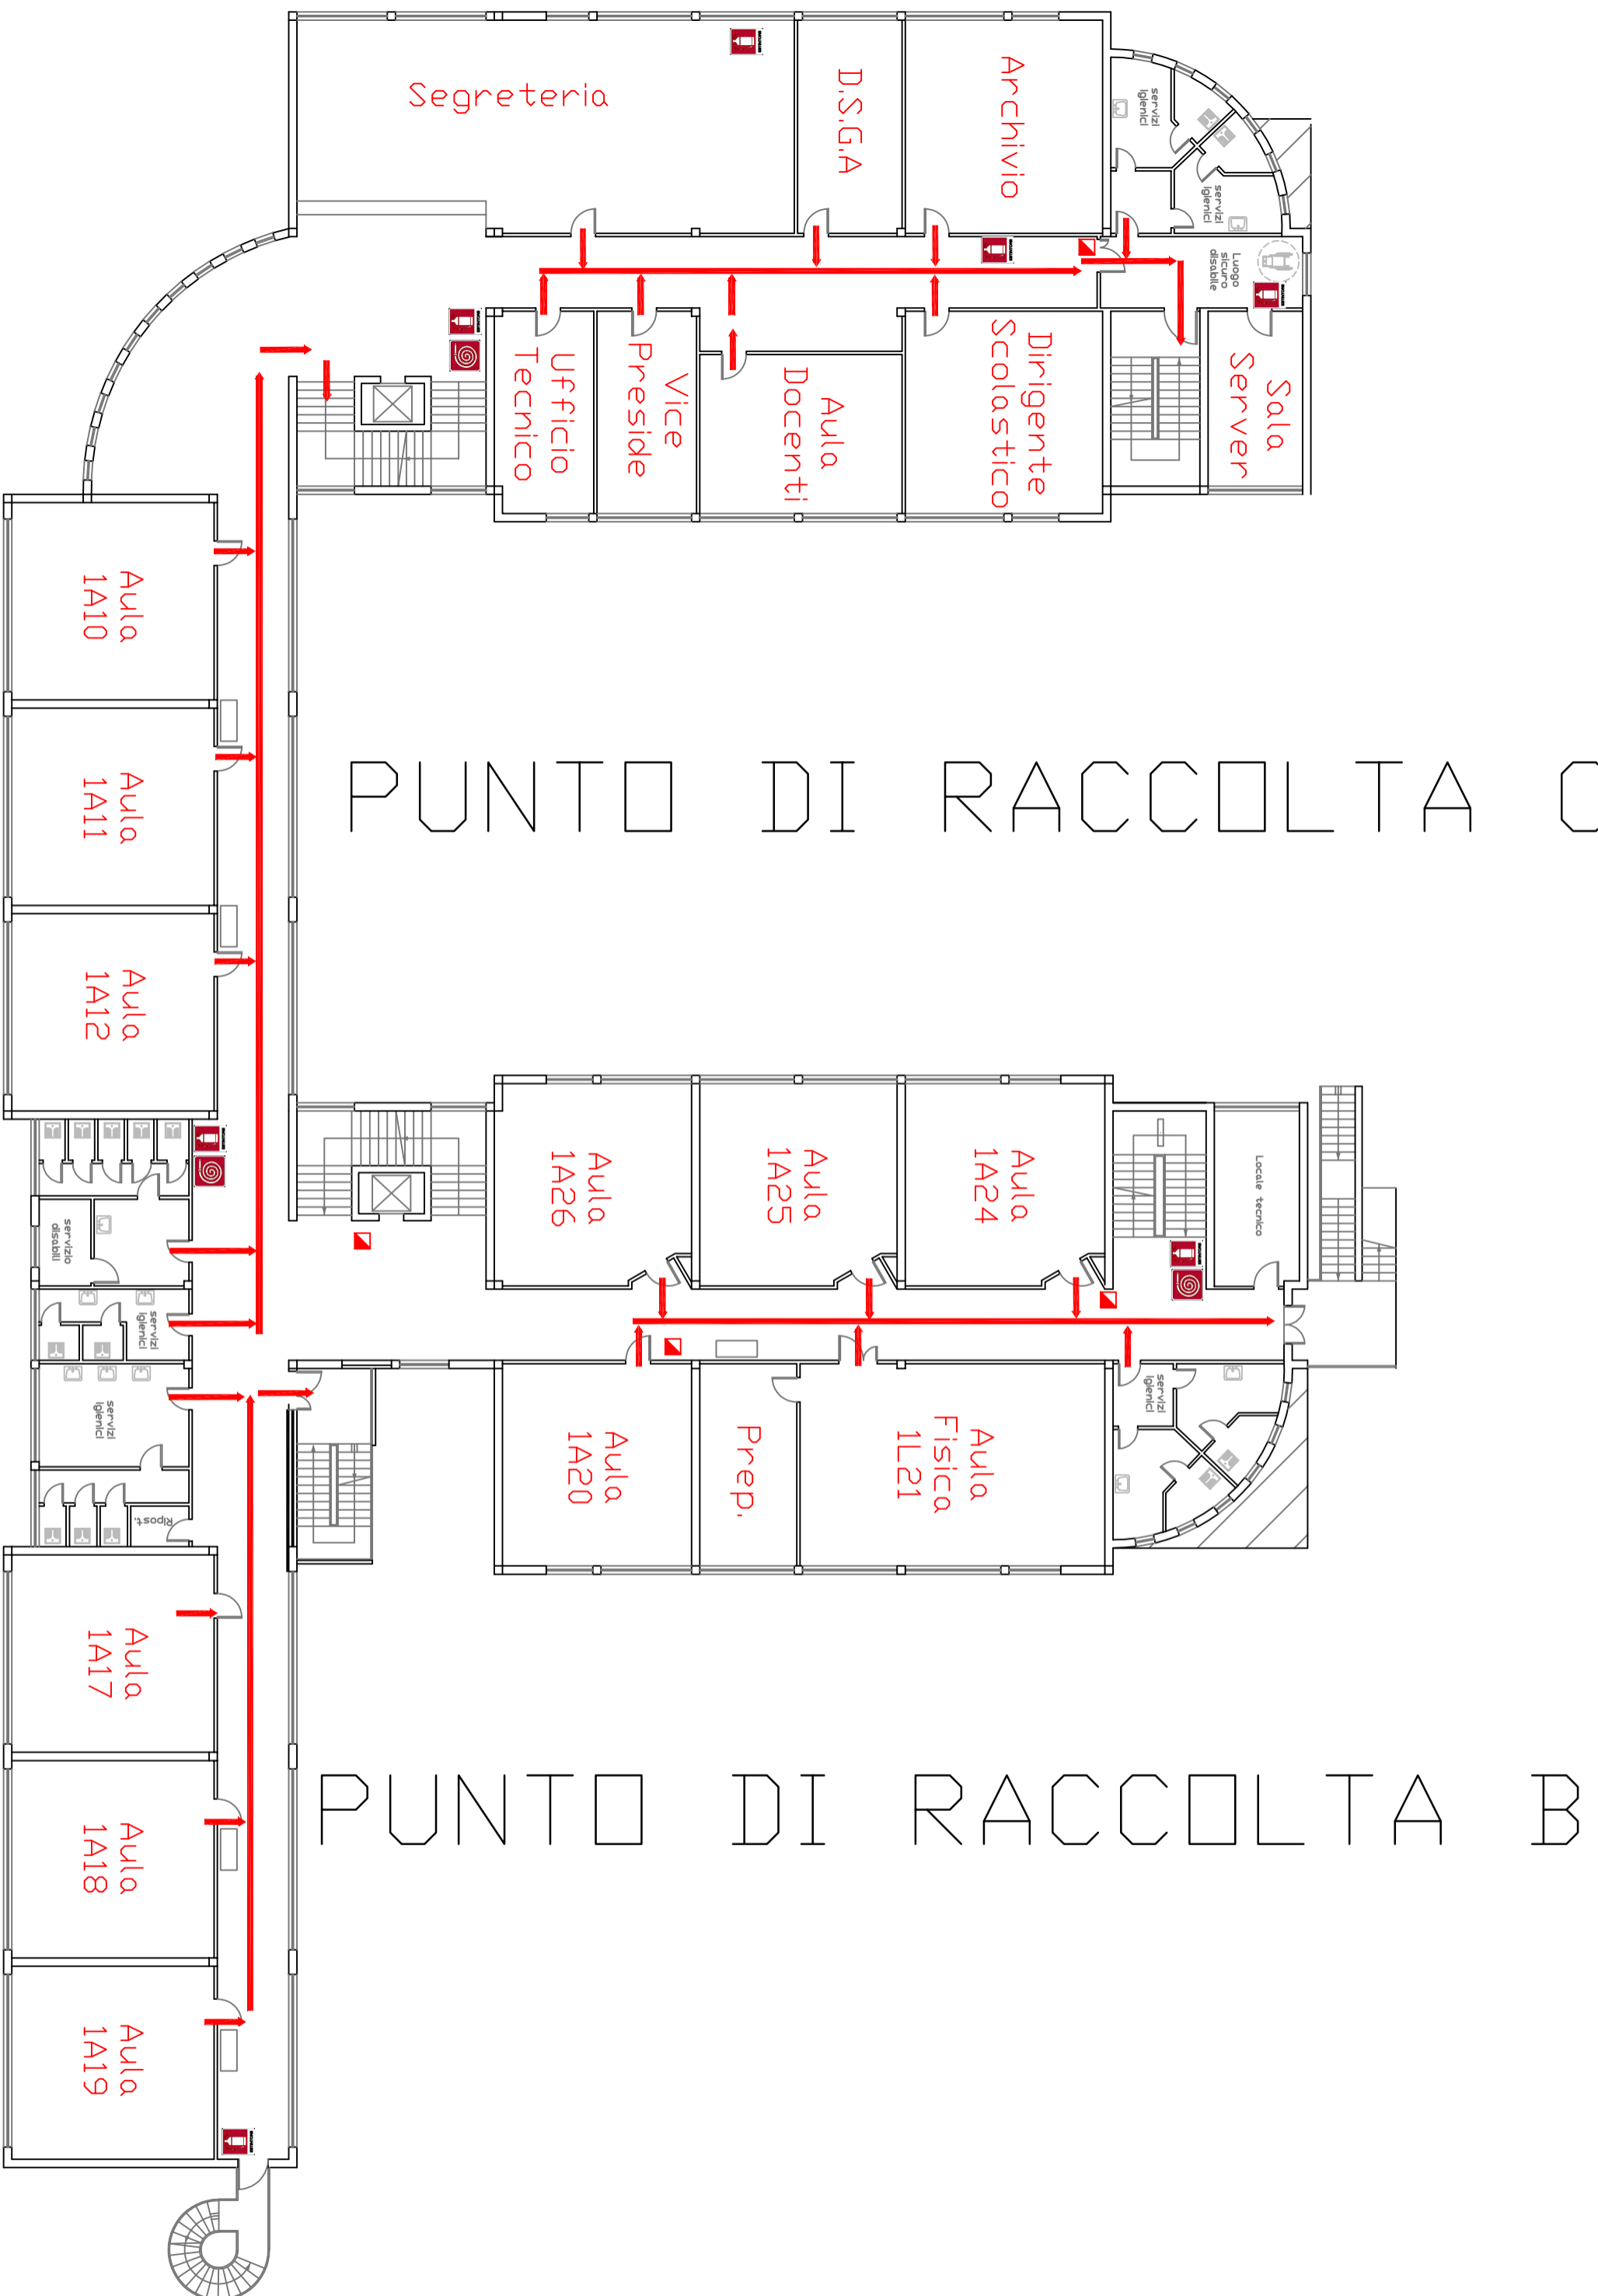 Segreteria
D.S.G.A
Archivio
servizi
igienici
servizi
igienici
Luogo
sicuro
disabile
Ufficio
Tecnico
Vice
Preside
Aula
Docenti
Dirigente
Scolastico
Sala
Server
Aula
1A10
Aula
1A11
Aula
1A12
PUNTO DI RACCOLTA C
Aula
1A26
Aula
1A25
Aula
1A24
Locale tecnico
servizio
disabili
servizi
igienici
servizi
igienici
Ripost.
Aula
1A20
Prep.
Aula
Fisica
1L21
servizi
igienici
Aula
1A17
Aula
1A18
Aula
1A19
PUNTO DI RACCOLTA B